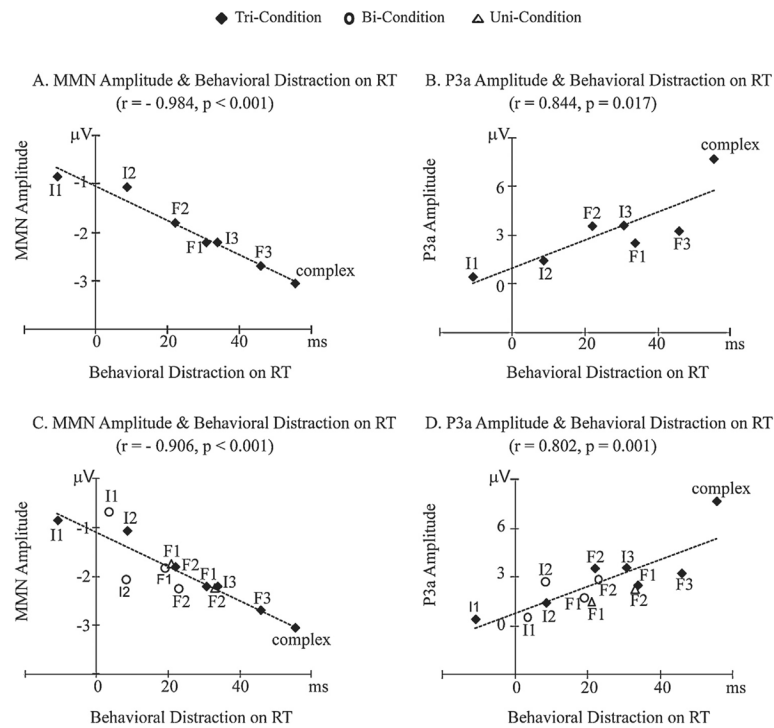 Tri-Condition Bi-Condition Uni-Condition
A. MMN Amplitude & Behavioral Distraction on RT
(r = - 0.984, p < 0.001)
μV
MMN Amplitude
-1
-2
-3
I1
I2
F2
F1
I3
F3
complex
0 20 40 ms
Behavioral Distraction on RT
B. P3a Amplitude & Behavioral Distraction on RT
(r = 0.844, p = 0.017)
μV
P3a Amplitude
6
3
0
complex
F2
I3
F1
F3
I1
I2
0 20 40 ms
Behavioral Distraction on RT
C. MMN Amplitude & Behavioral Distraction on RT
(r = - 0.906, p < 0.001)
μV
MMN Amplitude
-1
-2
-3
I1
I1
I2
F1
F2
I2
F1
F2
F1
I3
F2
F3
complex
0 20 40 ms
Behavioral Distraction on RT
D. P3a Amplitude & Behavioral Distraction on RT
(r = 0.802, p = 0.001)
μV
P3a Amplitude
6
3
0
complex
F2
I3
I2
F2
F1
F3
I1
I2
F1
F1
F2
I1
0 20 40 ms
Behavioral Distraction on RT